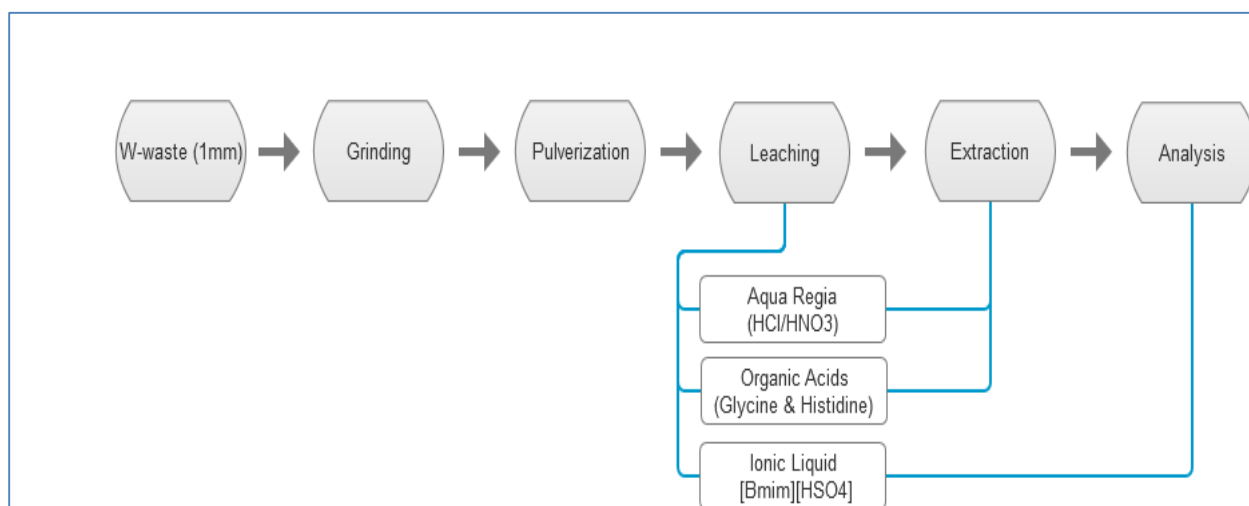 W-waste (1mm)
Grinding
Pulverization
Leaching
Extraction
Analysis
Aqua Regia
(HCl/HNO3)
Organic Acids
(Glycine & Histidine)
Ionic Liquid
[Bmim][HSO4]